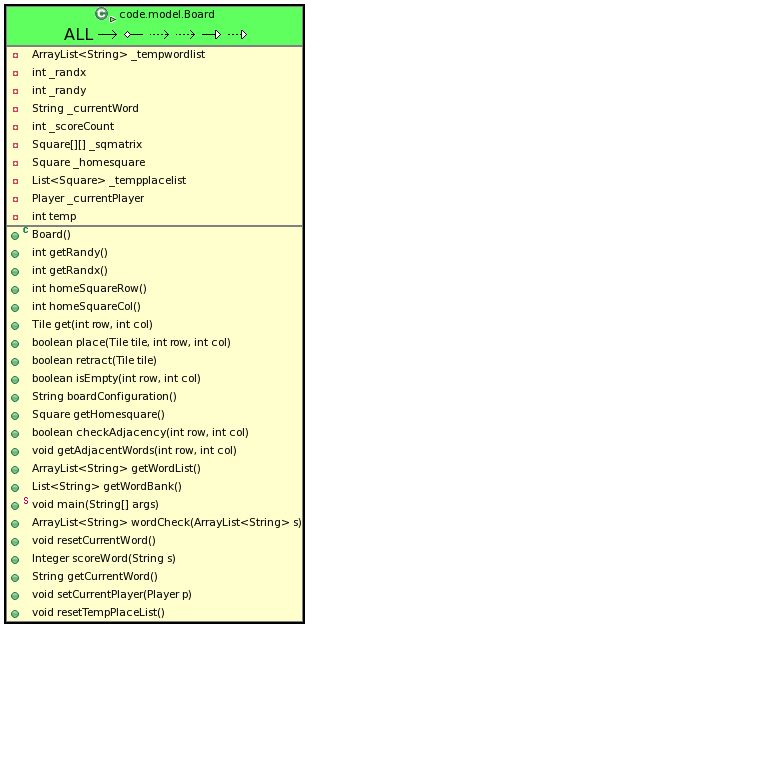 code.model.Board
ALL
ArrayList<String> _tempwordlist
int _randx
int _randy
String _currentWord
int _scoreCount
Square[][] _sqmatrix
Square _homesquare
List<Square> _tempplacelist
Player _currentPlayer
int temp
Board()
int getRandy()
int getRandx()
int homeSquareRow()
int homeSquareCol()
Tile get(int row, int col)
boolean place(Tile tile, int row, int col)
boolean retract(Tile tile)
boolean isEmpty(int row, int col)
String boardConfiguration()
Square getHomesquare()
boolean checkAdjacency(int row, int col)
void getAdjacentWords(int row, int col)
ArrayList<String> getWordList()
List<String> getWordBank()
void main(String[] args)
ArrayList<String> wordCheck(ArrayList<String> s)
void resetCurrentWord()
Integer scoreWord(String s)
String getCurrentWord()
void setCurrentPlayer(Player p)
void resetTempPlaceList()